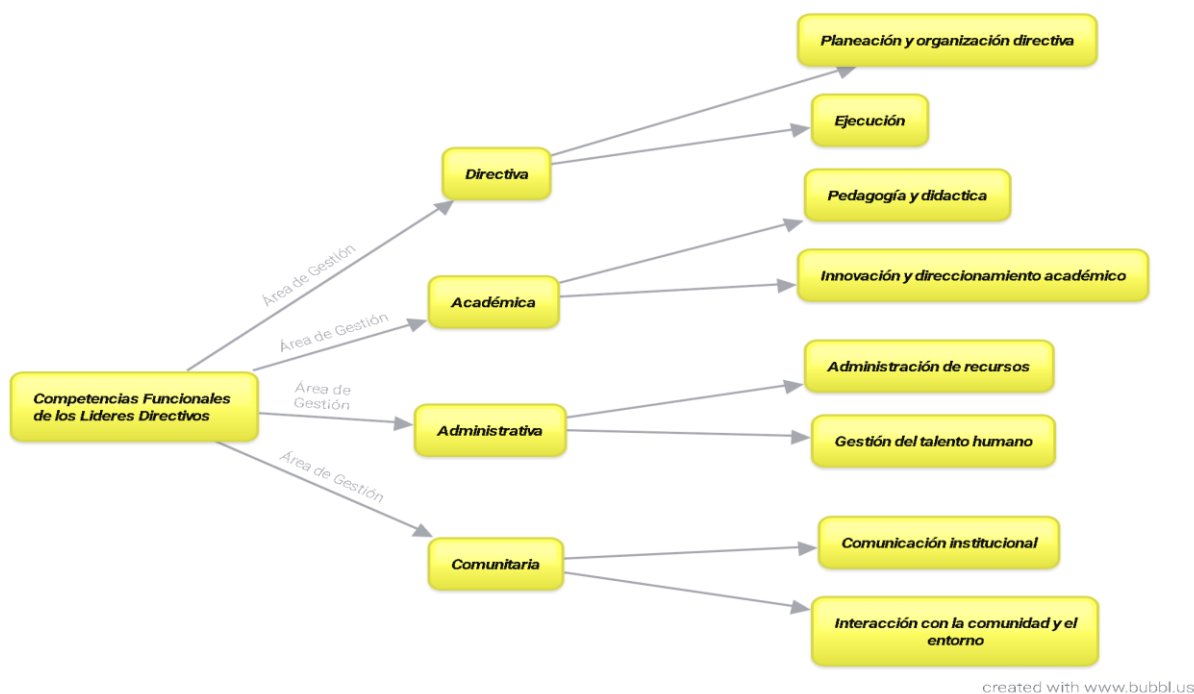 Planeación y organización directiva
Ejecución
Directiva
Pedagogía y didactica
Área de Gestión
Innovación y direccionamiento académico
Académica
Área de Gestión
Administración de recursos
Competencias Funcionales
de los Lideres Directivos
Área de
Gestión
Administrativa
Gestión del talento humano
Área de Gestión
Comunicación institucional
Comunitaria
Interacción con la comunidad y el
entorno
created with www.bubbl.us